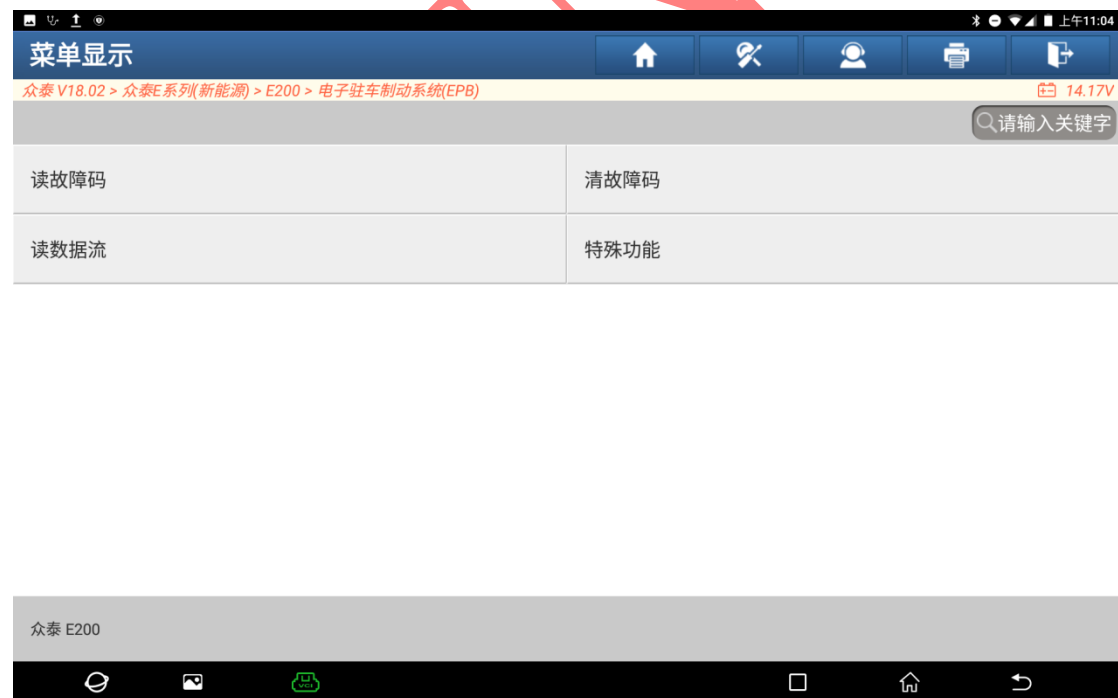 上午11:04
菜单显示
众泰 V18.02 > 众泰E系列(新能源) > E200 > 电子驻车制动系统(EPB)
14.17V
请输入关键字
读故障码
清故障码
读数据流
特殊功能
众泰 E200
VCI